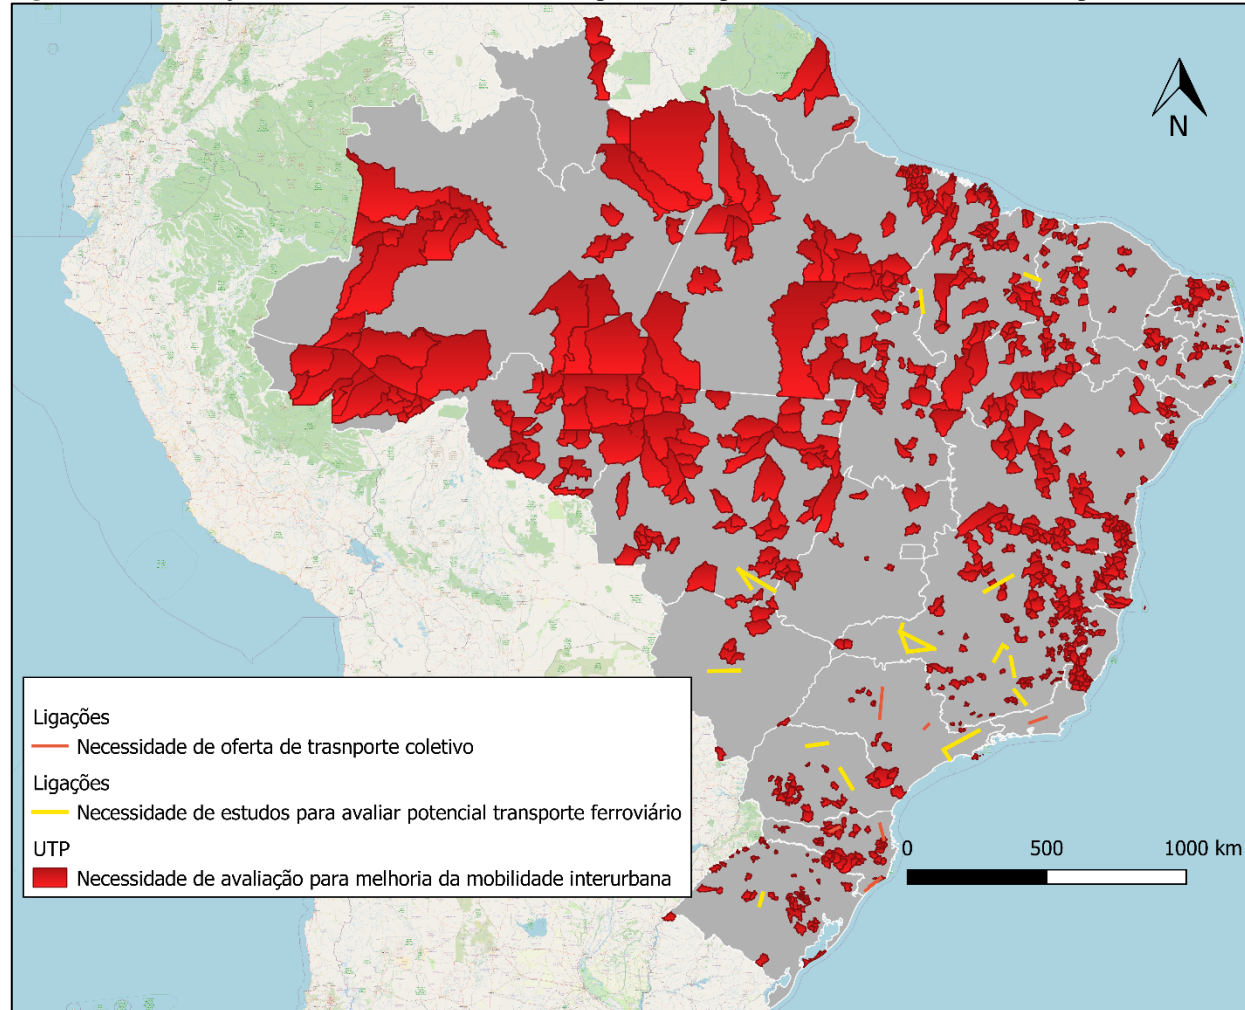 N
Ligações
Necessidade de oferta de trasnporte coletivo
Ligações
Necessidade de estudos para avaliar potencial transporte ferroviário
UTP
Necessidade de avaliação para melhoria da mobilidade interurbana
0 500 1000 km